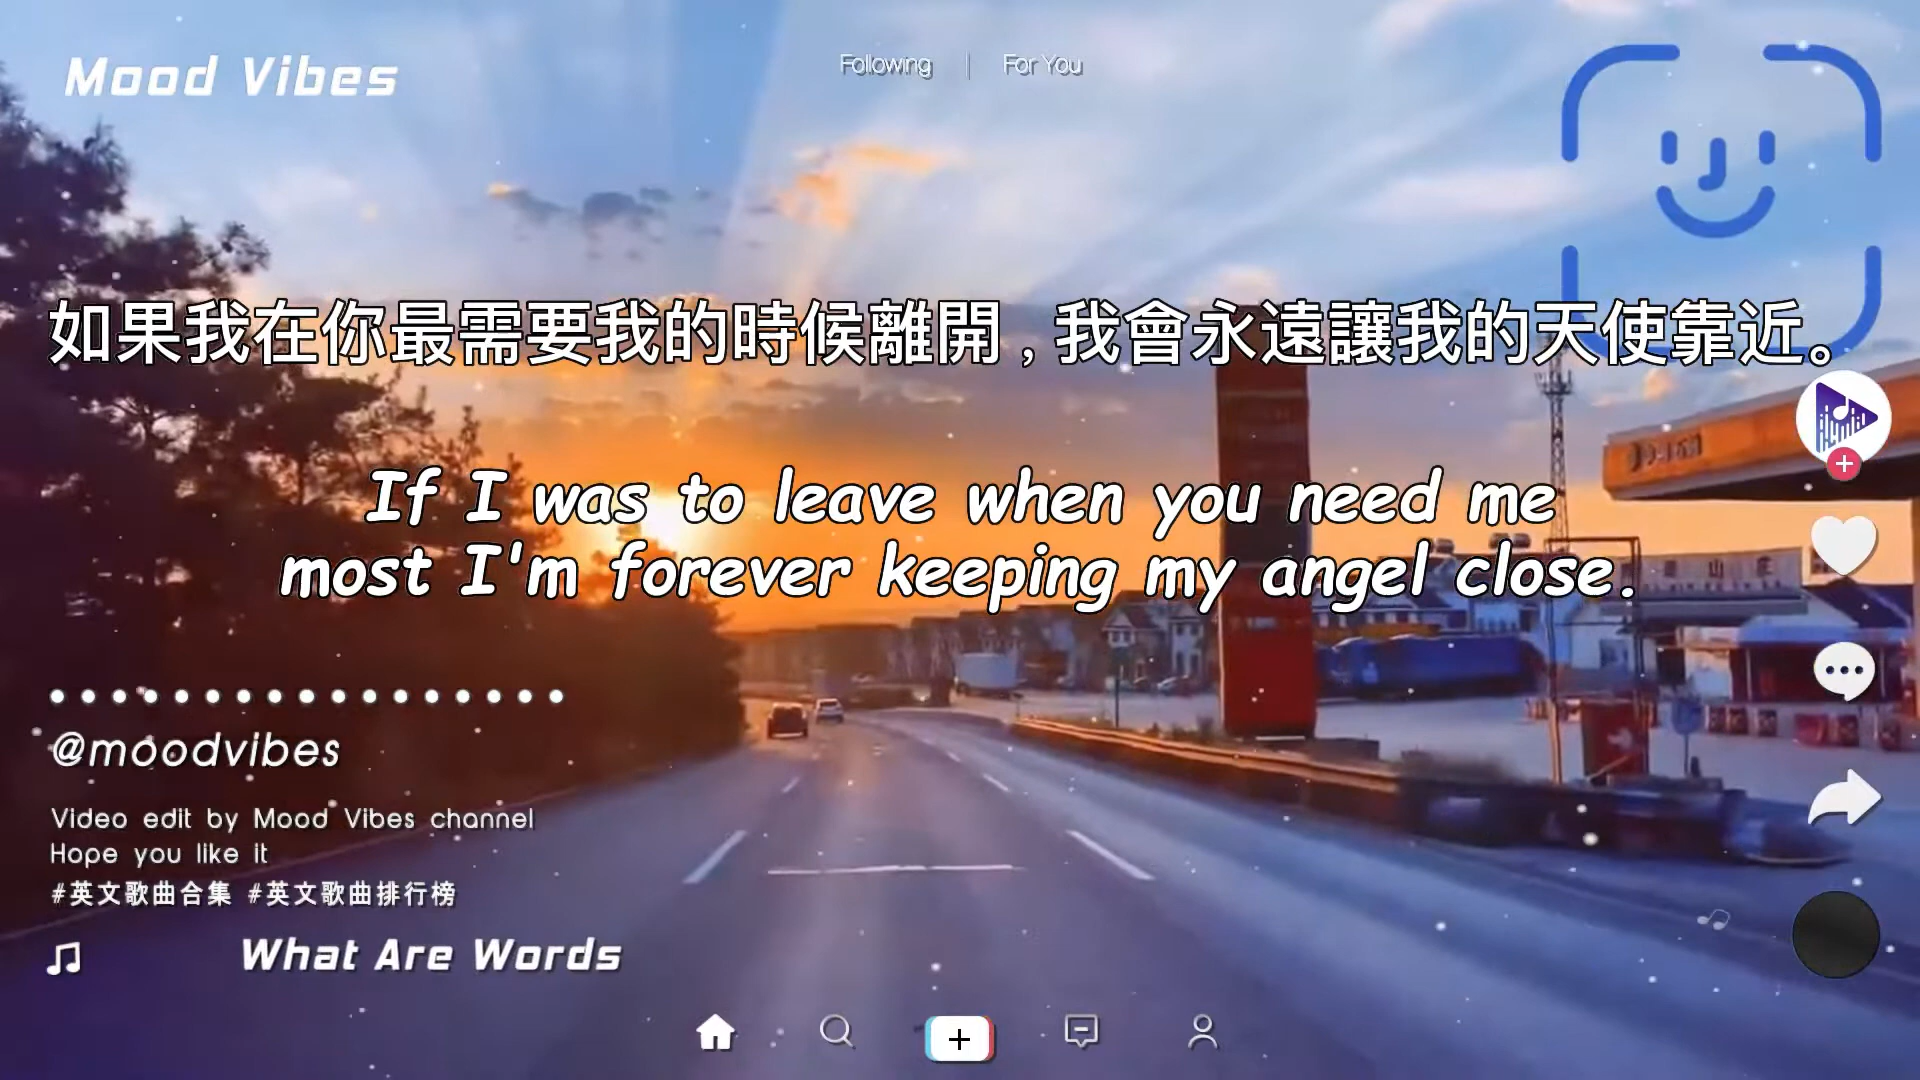 Mood Vibes
Following | For You
如果我在你最需要我的時候離開 , 我會永遠讓我的天使靠近。
If I was to leave when you need me
most I'm forever keeping my angel close.
@moodvibes
Video edit by Mood Vibes channel
Hope you like it
#英文歌曲合集 #英文歌曲排行榜
What Are Words